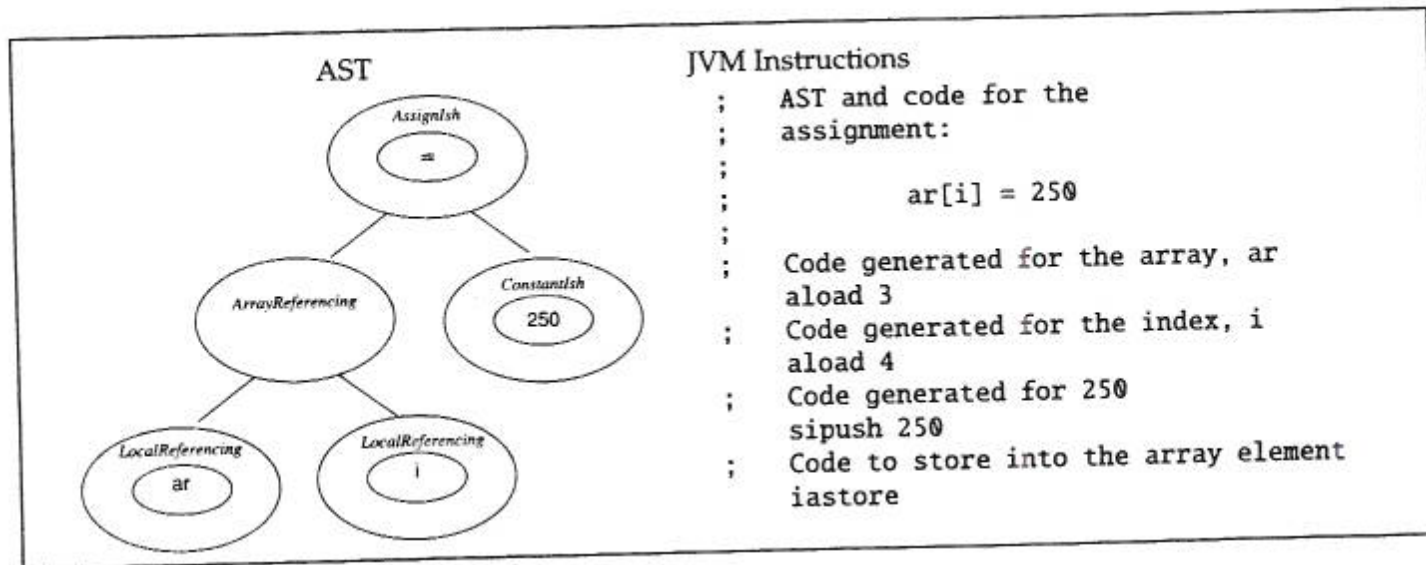 AST
AssignIsh
=
ArrayReferencing
ConstantIsh
250
LocalReferencing
ar
LocalReferencing
i
JVM Instructions
; AST and code for the
; assignment:
;
; ar[i] = 250
;
; Code generated for the array, ar
aload 3
; Code generated for the index, i
aload 4
; Code generated for 250
sipush 250
; Code to store into the array element
iastore